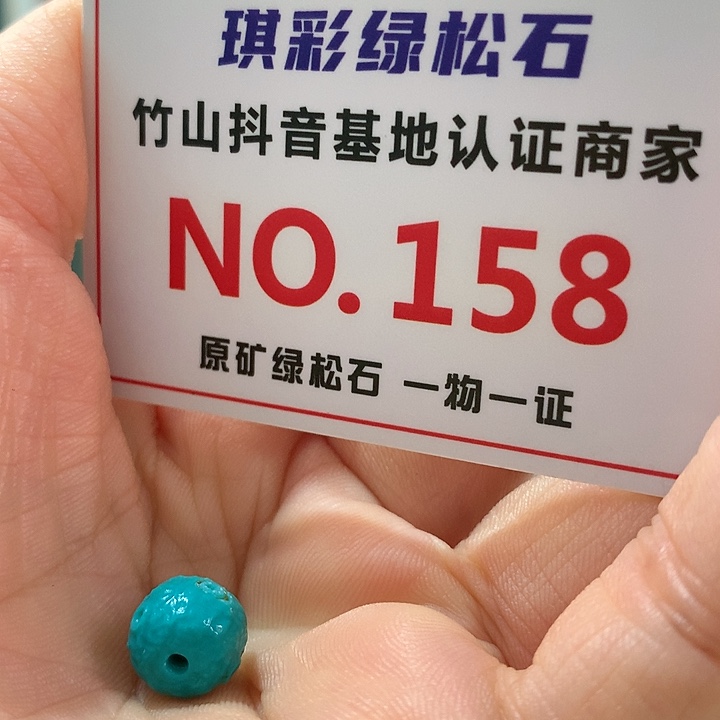 琪彩绿松石
竹山抖音基地认证商家
NO.158
原矿绿松石 一物一证